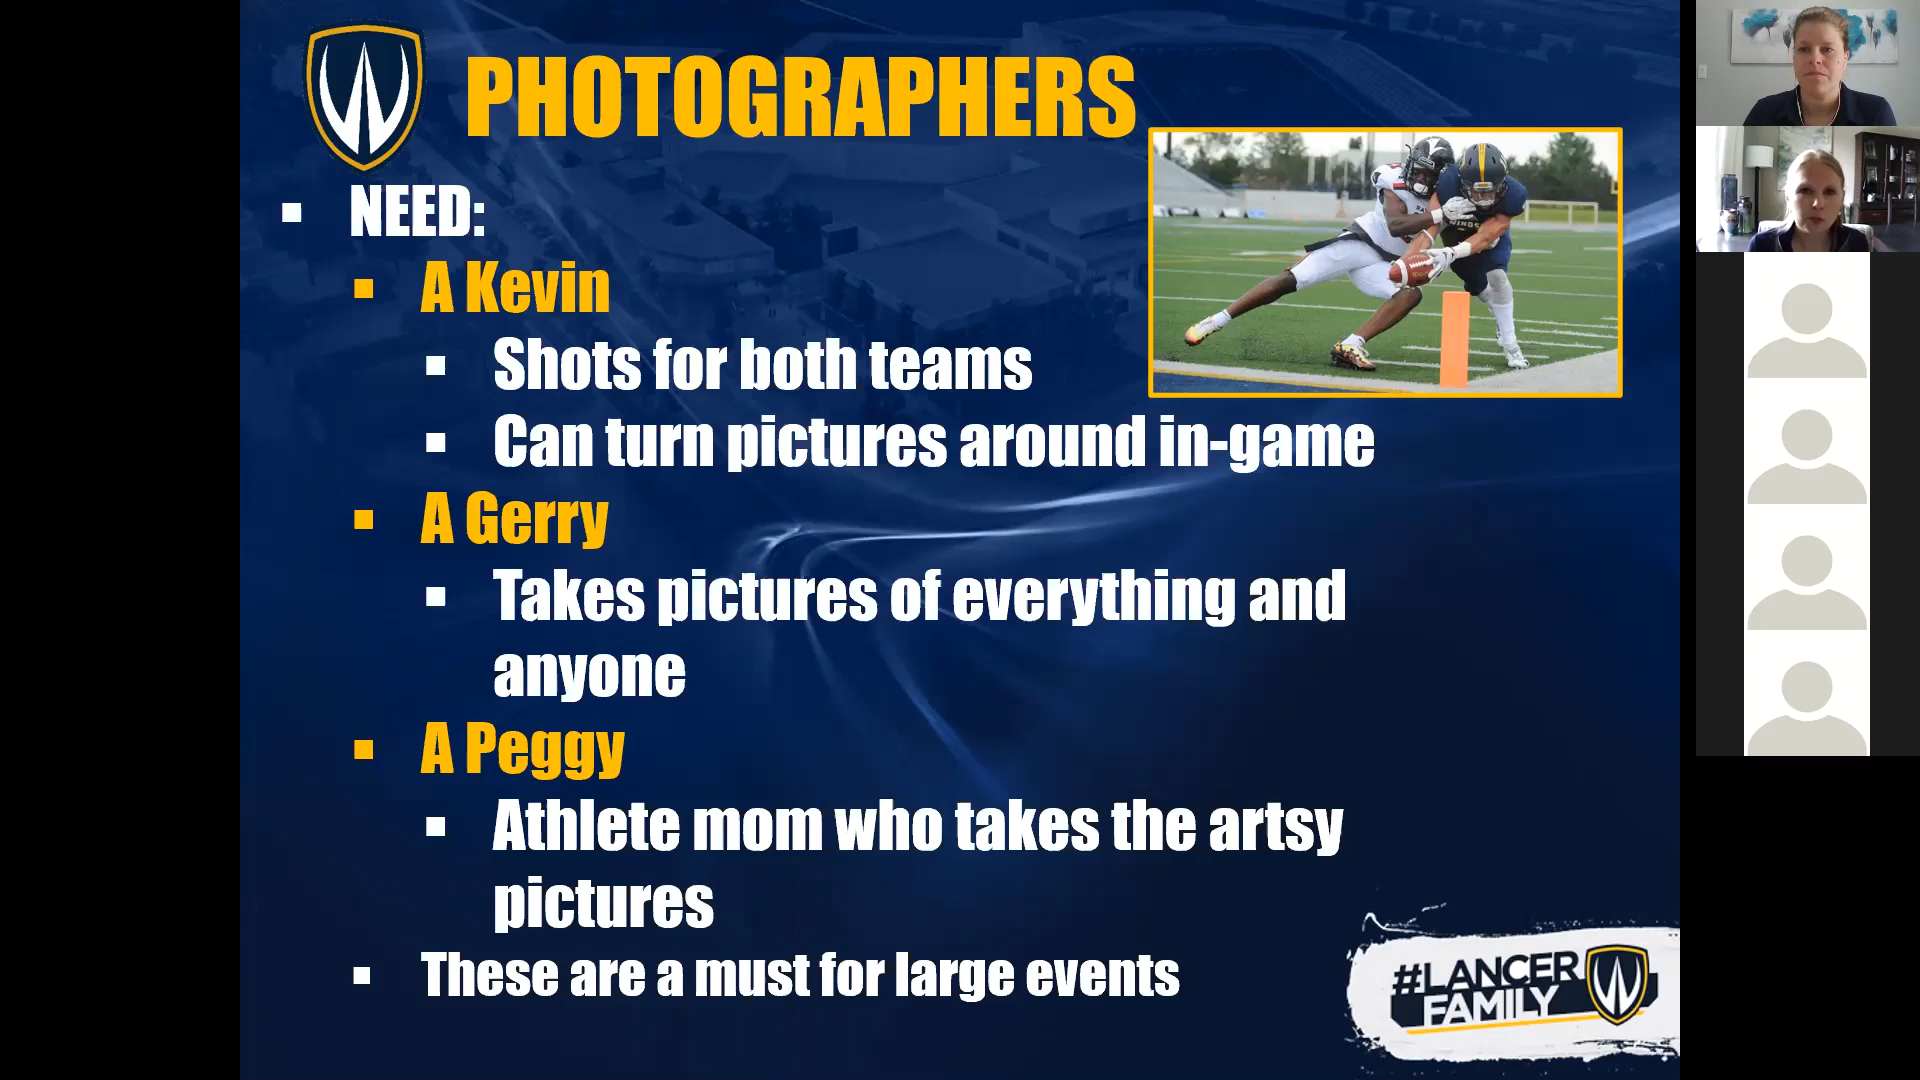 PHOTOGRAPHERS
NEED:
A Kevin
Shots for both teams
Can turn pictures around in-game
A Gerry
Takes pictures of everything and
anyone
A Peggy
Athlete mom who takes the artsy
pictures
These are a must for large events
#LANCER
FAMILY